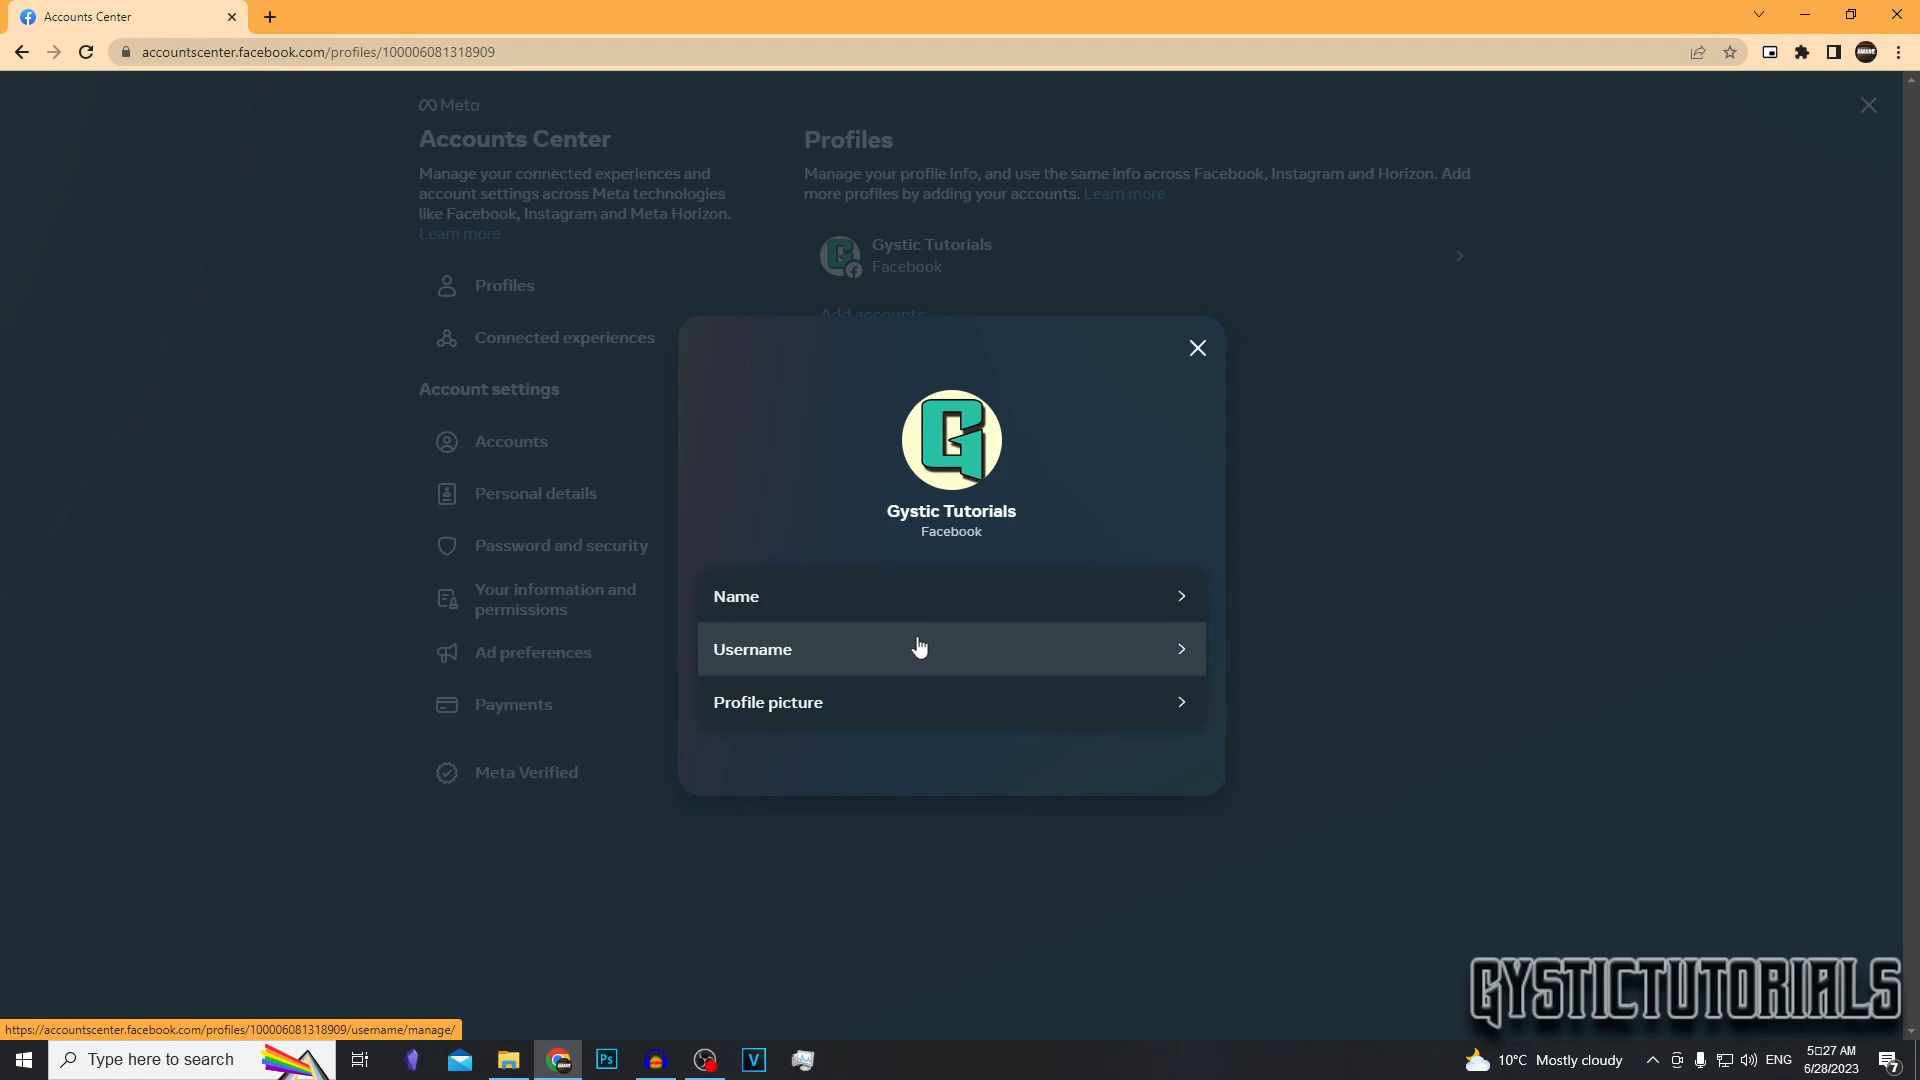 Accounts Center
accountscenter.facebook.com/profiles/100006081318909
Meta
Accounts Center
Manage your connected experiences and
account settings across Meta technologies
like Facebook, Instagram and Meta Horizon.
Learn more
Profiles
Connected experiences
Account settings
Accounts
Personal details
Password and security
Your information and
permissions
Ad preferences
Payments
Meta Verified
Profiles
Manage your profile info, and use the same info across Facebook, Instagram and Horizon. Add
more profiles by adding your accounts. Learn more
Gystic Tutorials
Facebook
Add accounts
Gystic Tutorials
Facebook
Name
Username
Profile picture
GYSTICTUTORIALS
https://accountscenter.facebook.com/profiles/100006081318909/username/manage/
Type here to search
Ps
V
10°C Mostly cloudy
ENG
5:27 AM
6/28/2023
7